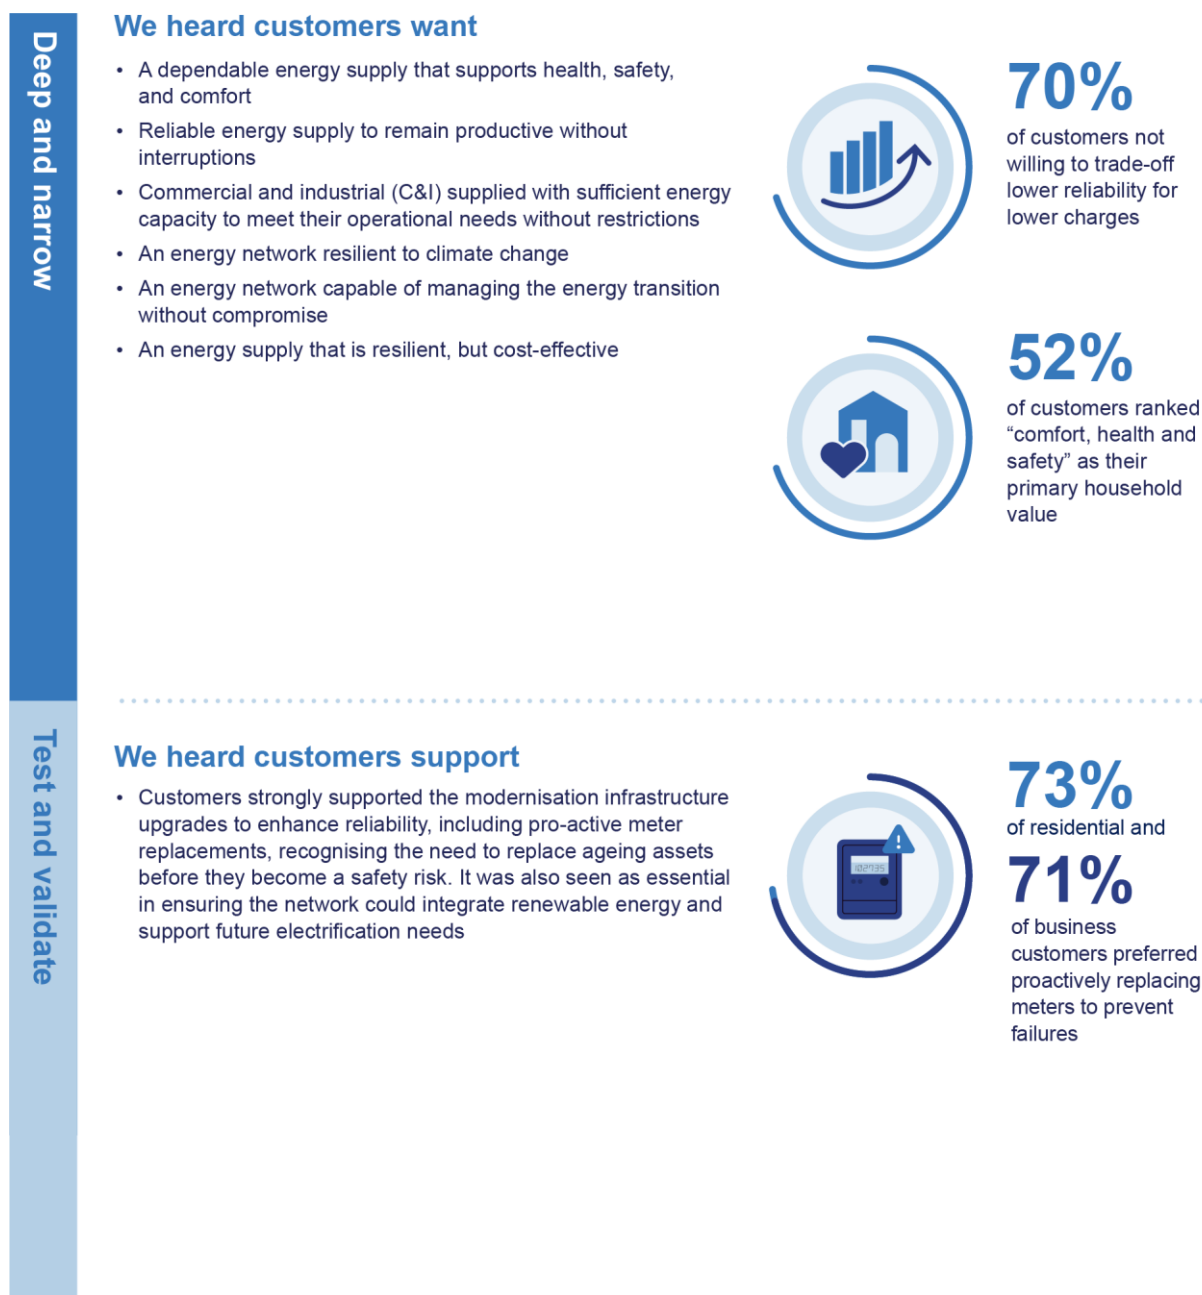 Deep and narrow
We heard customers want
• A dependable energy supply that supports health, safety,
and comfort
• Reliable energy supply to remain productive without
interruptions
• Commercial and industrial (C&I) supplied with sufficient energy
capacity to meet their operational needs without restrictions
• An energy network resilient to climate change
• An energy network capable of managing the energy transition
without compromise
• An energy supply that is resilient, but cost-effective
70%
of customers not
willing to trade-off
lower reliability for
lower charges
52%
of customers ranked
“comfort, health and
safety” as their
primary household
value
Test and validate
We heard customers support
• Customers strongly supported the modernisation infrastructure
upgrades to enhance reliability, including pro-active meter
replacements, recognising the need to replace ageing assets
before they become a safety risk. It was also seen as essential
in ensuring the network could integrate renewable energy and
support future electrification needs
102735
73%
of residential and
71%
of business
customers preferred
proactively replacing
meters to prevent
failures